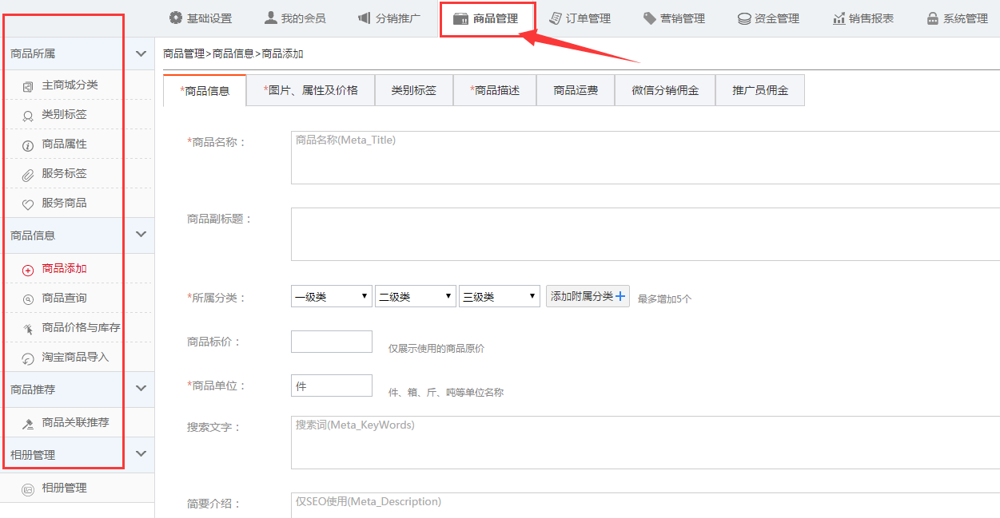 基础设置 我的会员 分销推广 商品管理 订单管理 营销管理 资金管理 销售报表 系统管理
商品所属
主商城分类
类别标签
商品属性
服务标签
服务商品
商品信息
商品添加
商品查询
商品价格与库存
淘宝商品导入
商品推荐
商品关联推荐
相册管理
相册管理
商品管理>商品信息>商品添加
*商品信息 *图片、属性及价格 类别标签 *商品描述 商品运费 微信分销佣金 推广员佣金
*商品名称： 商品名称(Meta_Title)
商品副标题：
*所属分类： 一级类 二级类 三级类 添加附属分类+ 最多增加5个
商品标价： 仅展示使用的商品原价
*商品单位： 件 件、箱、斤、吨等单位名称
搜索文字： 搜索词(Meta_KeyWords)
简要介绍： 仅SEO使用(Meta_Description)